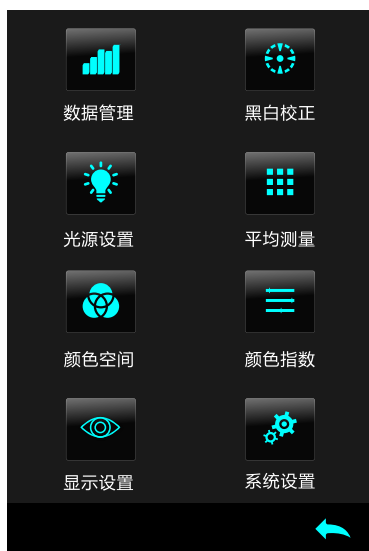 数据管理
黑白校正
光源设置
平均测量
颜色空间
颜色指数
显示设置
系统设置